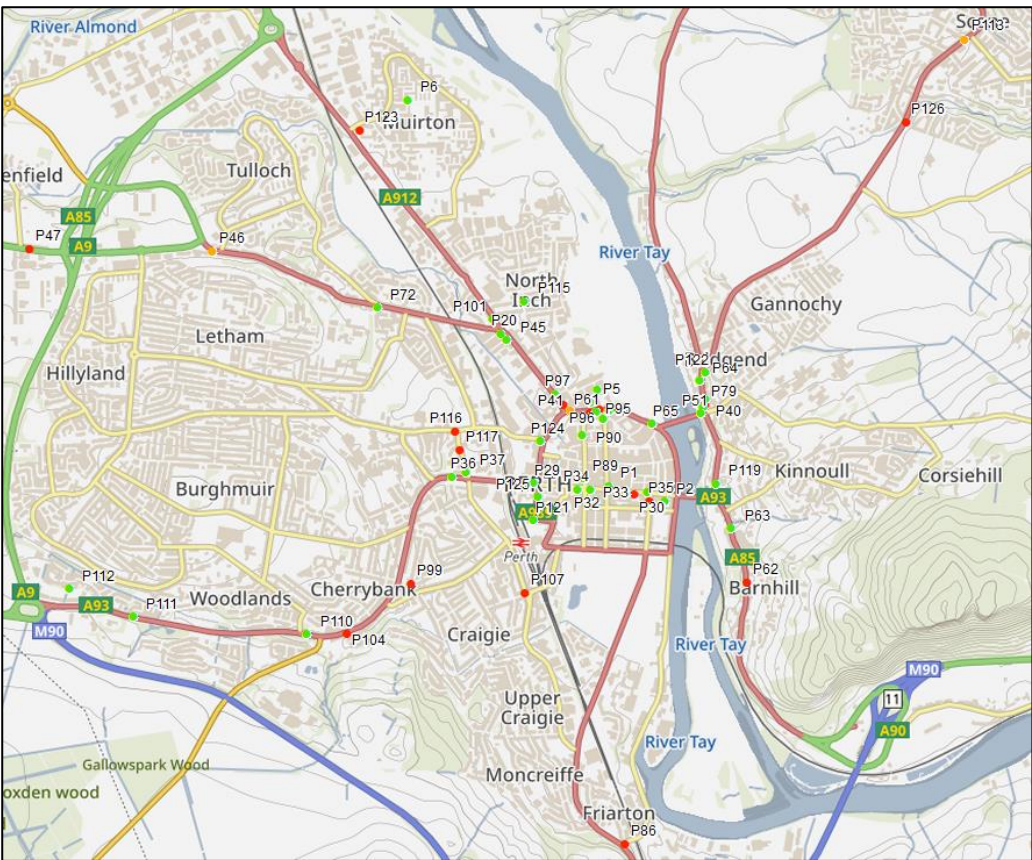 River Almond
Sc
P126
P6
P123
Muirton
Tulloch
enfield
A912
A85
A9
P47
P46
River Tay
North
Inch
P115
P101
P72
P20
P45
Gannochy
Letham
Hillyland
P122
P64
P97
P5
P79
P41
P61
P51
P40
P96
P95
P65
P116
P124
P90
P117
P36
P37
P29
P34
P89
P1
P119
Kinnoull
Corsiehill
P125
P33
P35
P2
A93
Burghmuir
P32
P30
P121
P63
Perth
A85
P62
Barnhill
P112
P99
P107
A9
A93
P111
Woodlands
Cherrybank
M90
P110
P104
Craigie
River Tay
M90
11
A90
Upper
Craigie
River Tay
Gallowspark Wood
Moncreiffe
oxden wood
Friarton
P86